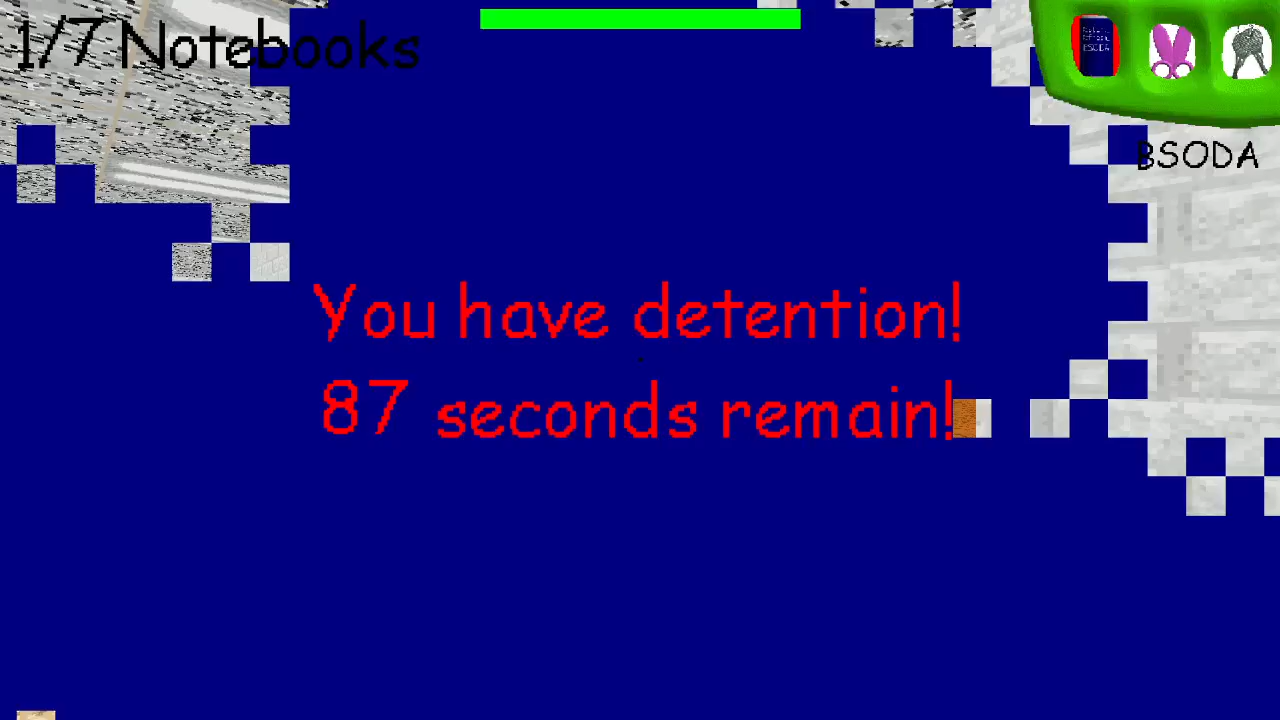 1/7 Notebooks
BSODA
You have detention!
87 seconds remain!